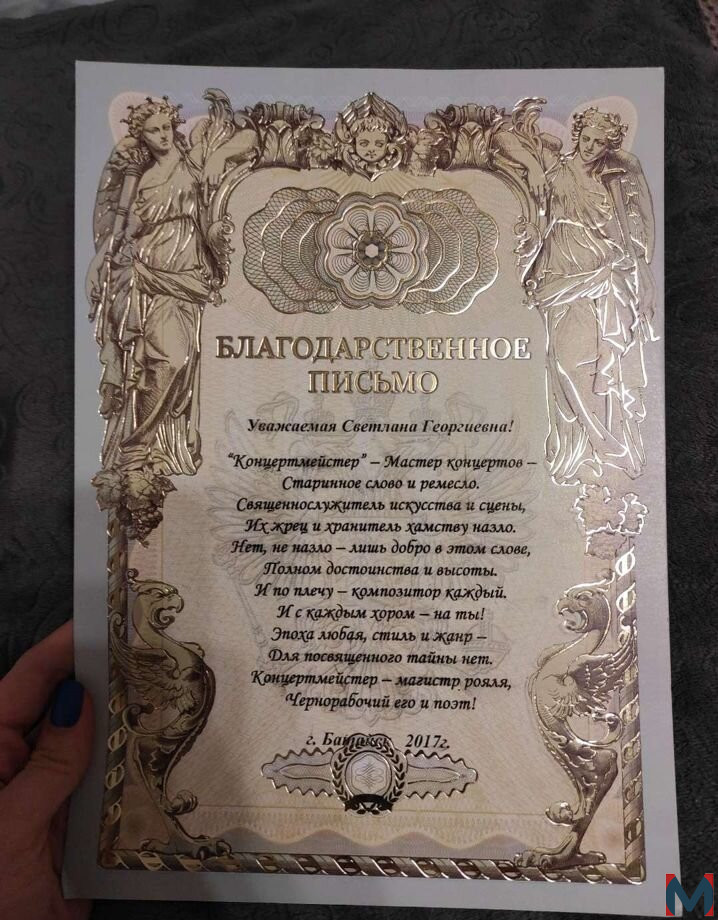 БЛАГОДАРСТВЕННОЕ
ПИСЬМО
Уважаемая Светлана Георгиевна!
“Концертмейстер” – Мастер концертов –
Старинное слово и ремесло.
Священнослужитель искусства и сцены,
Их жрец и хранитель хамству назло.
Нет, не назло – лишь добро в этом слове,
Полном достоинства и высоты.
И по плечу – композитор каждый.
И с каждым хором – на ты!
Эпоха любая, стиль и жанр –
Для посвященного тайны нет.
Концертмейстер – магистр рояля,
Чернорабочий его и поэт!
г. 2017г.
M